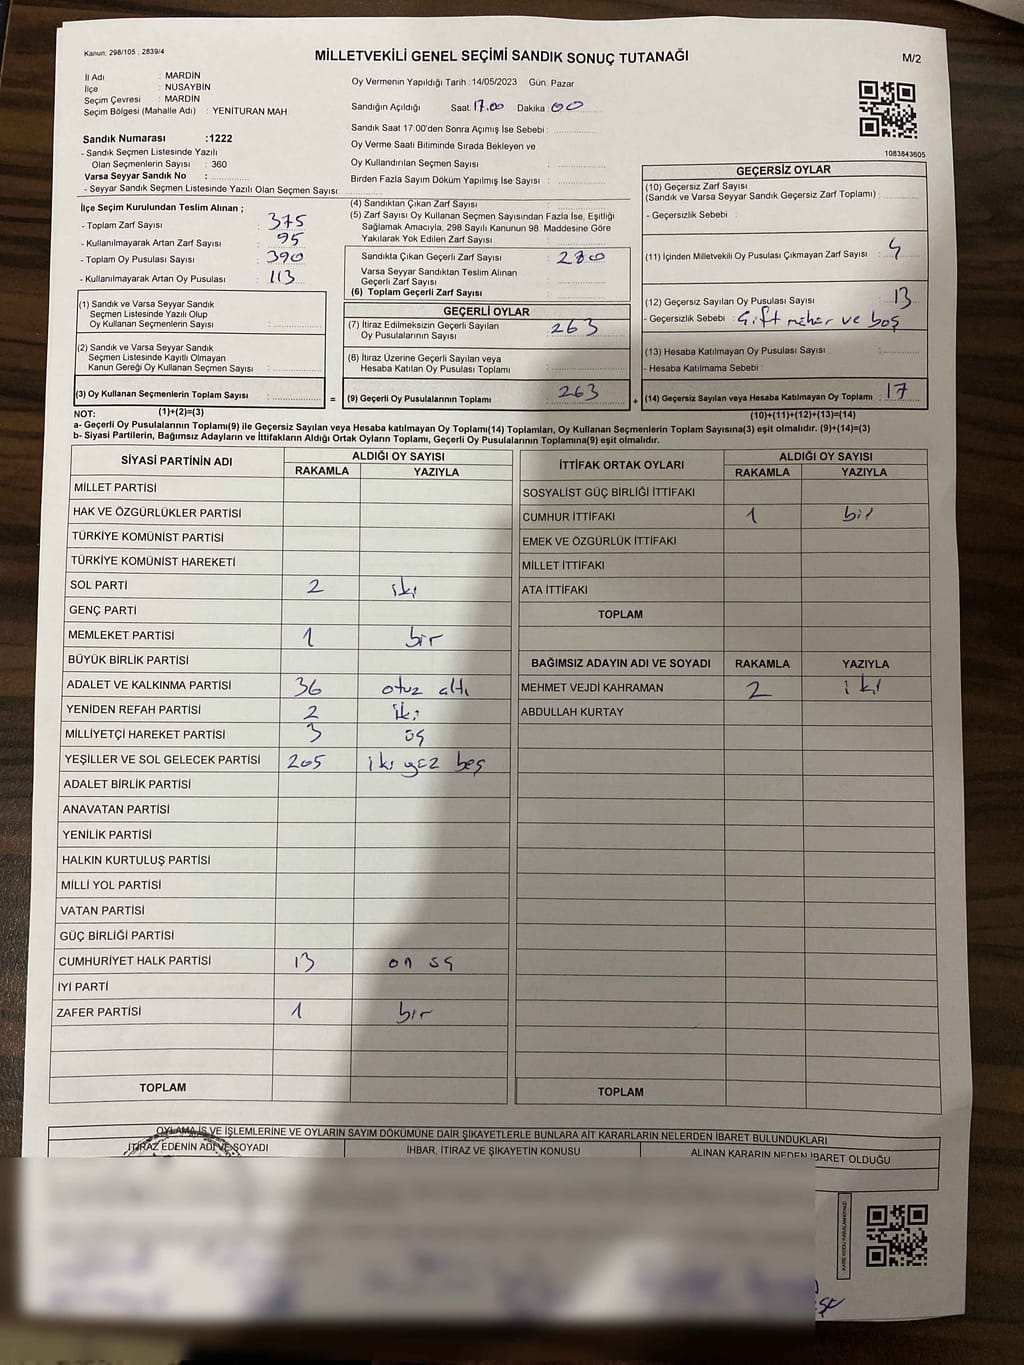 Kanun: 298/105 , 2839/4
MİLLETVEKİLİ GENEL SEÇİMİ SANDIK SONUÇ TUTANAĞI
M/2
İl Adı : MARDİN
İlçe : NUSAYBİN
Seçim Çevresi : MARDİN
Seçim Bölgesi (Mahalle Adı) : YENİTURAN MAH
Sandık Numarası :1222
- Sandık Seçmen Listesinde Yazılı
Olan Seçmenlerin Sayısı : 360
Varsa Seyyar Sandık No :
- Seyyar Sandık Seçmen Listesinde Yazılı Olan Seçmen Sayısı:
Oy Vermenin Yapıldığı Tarih :14/05/2023 Gün: Pazar
Sandığın Açıldığı Saat: 17.00 Dakika 00
Sandık Saat 17:00'den Sonra Açımış İse Sebebi :
Oy Verme Saati Bitiminde Sırada Bekleyen ve
Oy Kullandırılan Seçmen Sayısı :
Birden Fazla Sayım Döküm Yapılmış İse Sayısı :
1083843605
İlçe Seçim Kurulundan Teslim Alınan ;
- Toplam Zarf Sayısı : 375
- Kullanılmayarak Artan Zarf Sayısı : 95
- Toplam Oy Pusulası Sayısı : 390
- Kullanılmayarak Artan Oy Pusulası : 113
(4) Sandıktan Çıkan Zarf Sayısı :
(5) Zarf Sayısı Oy Kullanan Seçmen Sayısından Fazla İse, Eşitliği
Sağlamak Amacıyla, 298 Sayılı Kanunun 98. Maddesine Göre
Yakılarak Yok Edilen Zarf Sayısı :
Sandıkta Çıkan Geçerli Zarf Sayısı : 280
Varsa Seyyar Sandıktan Teslim Alınan
Geçerli Zarf Sayısı :
(6) Toplam Geçerli Zarf Sayısı :
GEÇERSİZ OYLAR
(10) Geçersiz Zarf Sayısı
(Sandık ve Varsa Seyyar Sandık Geçersiz Zarf Toplamı) :
- Geçersizlik Sebebi :
(11) İçinden Milletvekili Oy Pusulası Çıkmayan Zarf Sayısı : 4
(12) Geçersiz Sayılan Oy Pusulası Sayısı : 13
- Geçersizlik Sebebi : Çift mühür ve boş
(13) Hesaba Katılmayan Oy Pusulası Sayısı :
- Hesaba Katılmama Sebebi :
(14) Geçersiz Sayılan veya Hesaba Katılmayan Oy Toplamı : 17
(1) Sandık ve Varsa Seyyar Sandık
Seçmen Listesinde Yazılı Olup
Oy Kullanan Seçmenlerin Sayısı :
(2) Sandık ve Varsa Seyyar Sandık
Seçmen Listesinde Kayıtlı Olmayan
Kanun Gereği Oy Kullanan Seçmen Sayısı :
(3) Oy Kullanan Seçmenlerin Toplam Sayısı :
GEÇERLİ OYLAR
(7) İtiraz Edilmeksizin Geçerli Sayılan
Oy Pusulalarının Sayısı : 263
(8) İtiraz Üzerine Geçerli Sayılan veya
Hesaba Katılan Oy Pusulası Toplamı :
= (9) Geçerli Oy Pusulalarının Toplamı : 263 +
NOT: (1)+(2)=(3)
(10)+(11)+(12)+(13)=(14)
a- Geçerli Oy Pusulalarının Toplamı(9) ile Geçersiz Sayılan veya Hesaba katılmayan Oy Toplamı(14) Toplamları, Oy Kullanan Seçmenlerin Toplam Sayısına(3) eşit olmalıdır. (9)+(14)=(3)
b- Siyasi Partilerin, Bağımsız Adayların ve İttifakların Aldığı Ortak Oyların Toplamı, Geçerli Oy Pusulalarının Toplamına(9) eşit olmalıdır.
SİYASİ PARTİNİN ADI ALDIĞI OY SAYISI
RAKAMLA YAZIYLA
MİLLET PARTİSİ
HAK VE ÖZGÜRLÜKLER PARTİSİ
TÜRKİYE KOMÜNİST PARTİSİ
TÜRKİYE KOMÜNİST HAREKETİ
SOL PARTİ 2 iki
GENÇ PARTİ
MEMLEKET PARTİSİ 1 bir
BÜYÜK BİRLİK PARTİSİ
ADALET VE KALKINMA PARTİSİ 36 otuz altı
YENİDEN REFAH PARTİSİ 2 iki
MİLLİYETÇİ HAREKET PARTİSİ 3 üç
YEŞİLLER VE SOL GELECEK PARTİSİ 205 iki yüz beş
ADALET BİRLİK PARTİSİ
ANAVATAN PARTİSİ
YENİLİK PARTİSİ
HALKIN KURTULUŞ PARTİSİ
MİLLİ YOL PARTİSİ
VATAN PARTİSİ
GÜÇ BİRLİĞİ PARTİSİ
CUMHURİYET HALK PARTİSİ 13 on üç
İYİ PARTİ
ZAFER PARTİSİ 1 bir
TOPLAM
İTTİFAK ORTAK OYLARI ALDIĞI OY SAYISI
RAKAMLA YAZIYLA
SOSYALİST GÜÇ BİRLİĞİ İTTİFAKI
CUMHUR İTTİFAKI 1 bir
EMEK VE ÖZGÜRLÜK İTTİFAKI
MİLLET İTTİFAKI
ATA İTTİFAKI
TOPLAM
BAĞIMSIZ ADAYIN ADI VE SOYADI RAKAMLA YAZIYLA
MEHMET VEJDİ KAHRAMAN 2 iki
ABDULLAH KURTAY
TOPLAM
OYLAMA İŞ VE İŞLEMLERİNE VE OYLARIN SAYIM DÖKÜMÜNE DAİR ŞİKAYETLERLE BUNLARA AİT KARARLARIN NELERDEN İBARET BULUNDUKLARI
İTİRAZ EDENİN ADI VE SOYADI
İHBAR, İTİRAZ VE ŞİKAYETİN KONUSU
ALINAN KARARIN NEDEN İBARET OLDUĞU